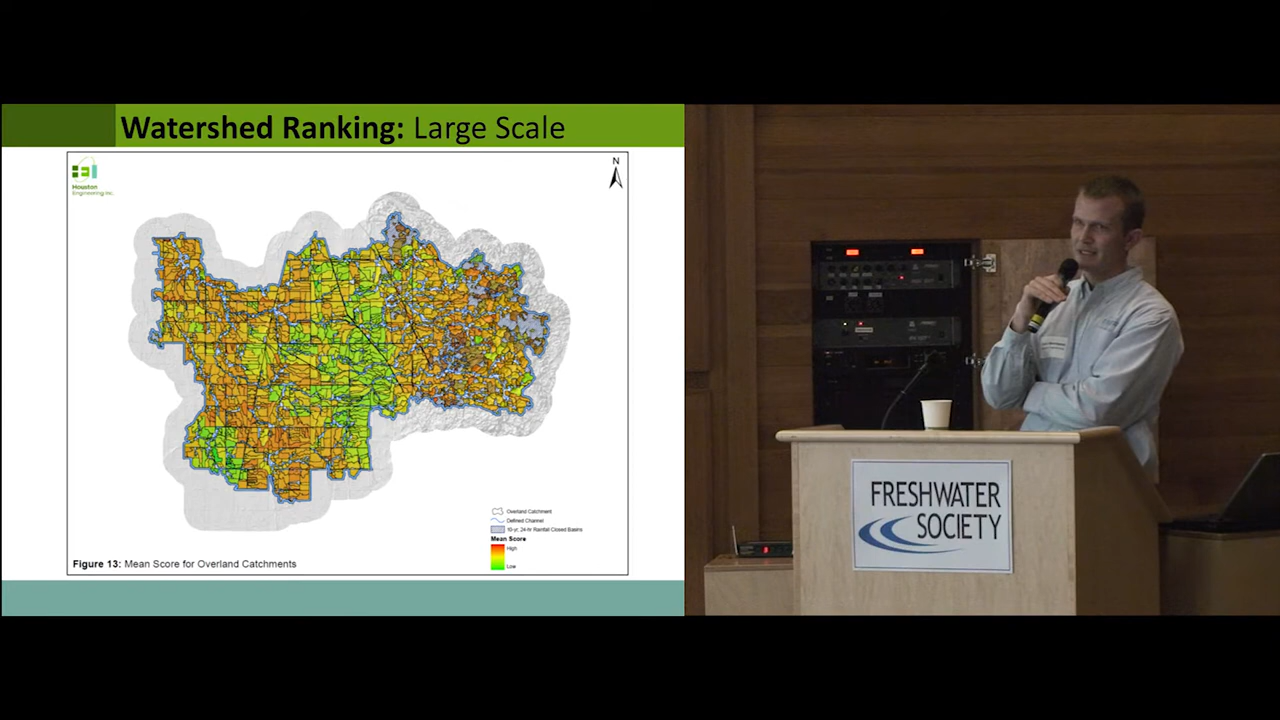 Watershed Ranking: Large Scale
Houston
Engineering Inc.
N
Overland Catchment
Defined Channel
10-yr, 24-hr Rainfall Closed Basins
Mean Score
High
Low
Figure 13: Mean Score for Overland Catchments
FRESHWATER
SOCIETY